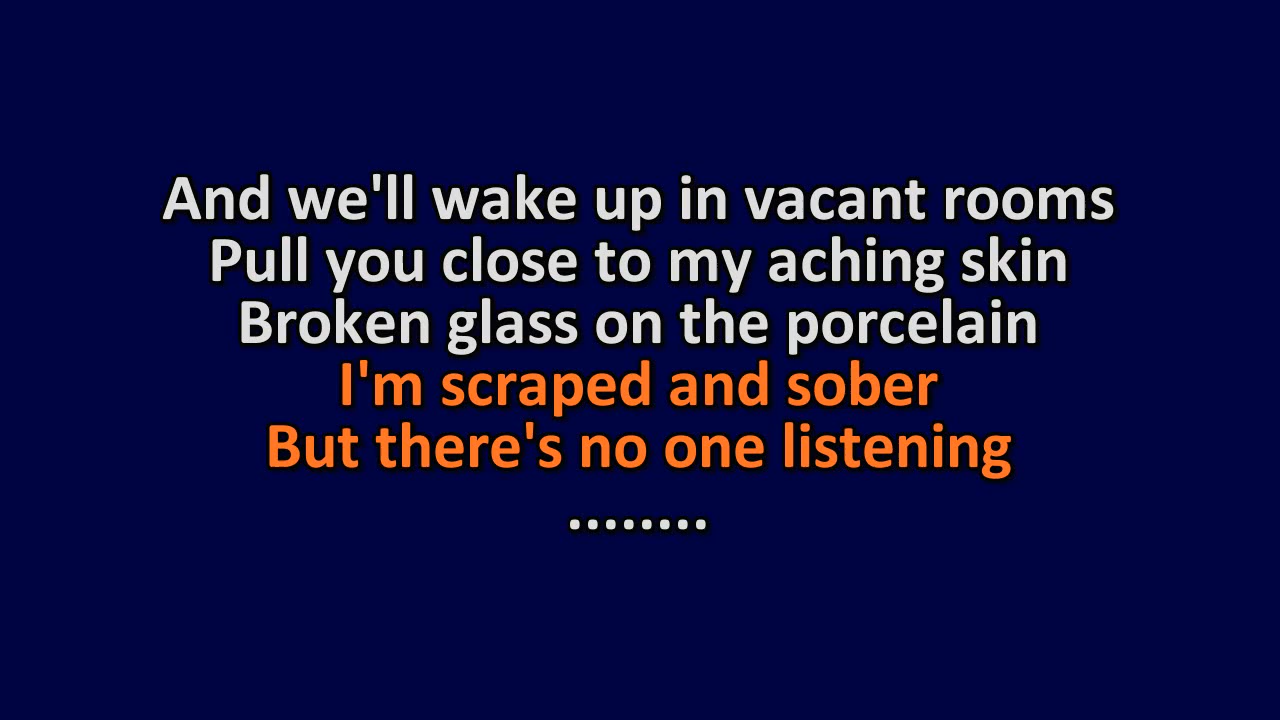 And we'll wake up in vacant rooms
Pull you close to my aching skin
Broken glass on the porcelain
I'm scraped and sober
But there's no one listening
........